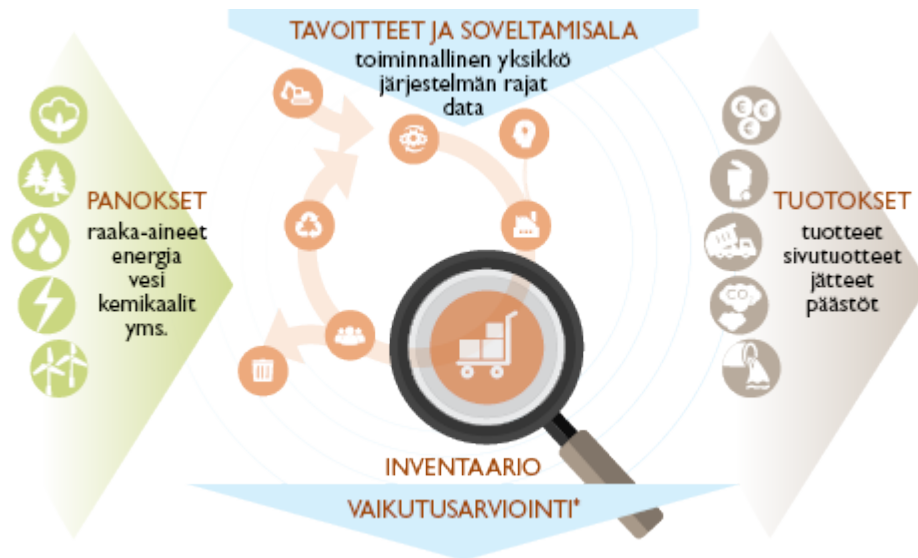 TAVOITTEET JA SOVELTAMISALA
toiminnallinen yksikkö
järjestelmän rajat
data
PANOKSET
raaka-aineet
energia
vesi
kemikaalit
yms.
TUOTOKSET
tuotteet
sivutuotteet
jätteet
päästöt
CO
INVENTAARIO
VAIKUTUSARVIOINTI*